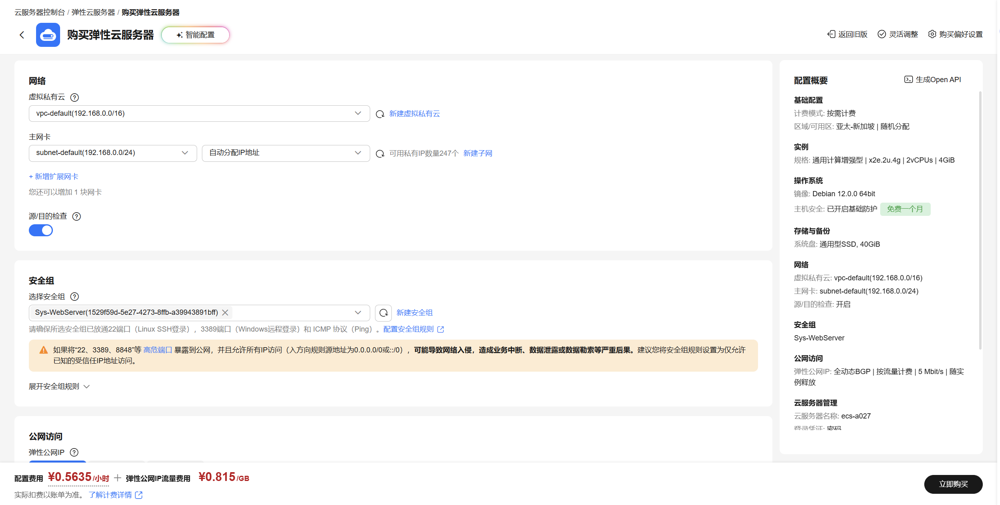 云服务器控制台 / 弹性云服务器 / 购买弹性云服务器
购买弹性云服务器
智能配置
返回旧版
灵活调整
购买偏好设置
网络
虚拟私有云
vpc-default(192.168.0.0/16)
新建虚拟私有云
主网卡
subnet-default(192.168.0.0/24)
自动分配IP地址
可用私有IP数量247个 新建子网
+ 新增扩展网卡
您还可以增加 1 块网卡
源/目的检查
安全组
选择安全组
Sys-WebServer(1529f59d-5e27-4273-8ffb-a39943891bff)
新建安全组
请确保所选安全组已放通22端口（Linux SSH登录），3389端口（Windows远程登录）和 ICMP 协议（Ping）。配置安全组规则
如果将“22、3389、8848”等 高危端口 暴露到公网，并且允许所有IP访问（入方向规则源地址为0.0.0.0/0或::/0），可能导致网络入侵，造成业务中断、数据泄露或数据勒索等严重后果。建议您将安全组规则设置为仅允许
已知的受信任IP地址访问。
展开安全组规则
公网访问
弹性公网IP
配置概要
生成Open API
基础配置
计费模式: 按需计费
区域/可用区: 亚太-新加坡 | 随机分配
实例
规格: 通用计算增强型 | x2e.2u.4g | 2vCPUs | 4GiB
操作系统
镜像: Debian 12.0.0 64bit
主机安全: 已开启基础防护 免费一个月
存储与备份
系统盘: 通用型SSD, 40GiB
网络
虚拟私有云: vpc-default(192.168.0.0/16)
主网卡: subnet-default(192.168.0.0/24)
源/目的检查: 开启
安全组
Sys-WebServer
公网访问
弹性公网IP: 全动态BGP | 按流量计费 | 5 Mbit/s | 随实
例释放
云服务器管理
云服务器名称: ecs-a027
登录凭证: 密码
配置费用 ¥0.5635/小时 + 弹性公网IP流量费用 ¥0.815/GB
实际扣费以账单为准。 了解计费详情
立即购买